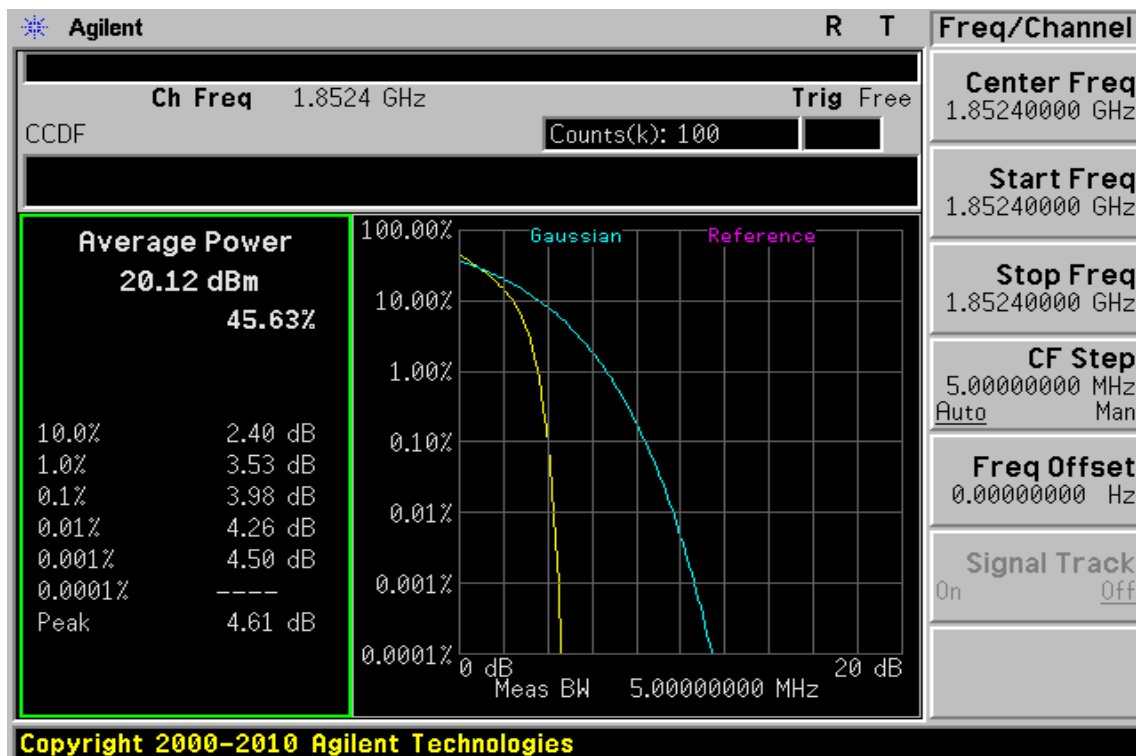 Agilent R T Freq/Channel
Ch Freq 1.8524 GHz Trig Free
CCDF Counts(k): 100
Average Power
20.12 dBm
45.63%
10.0% 2.40 dB
1.0% 3.53 dB
0.1% 3.98 dB
0.01% 4.26 dB
0.001% 4.50 dB
0.0001% ----
Peak 4.61 dB
100.00% Gaussian Reference
10.00%
1.00%
0.10%
0.01%
0.001%
0.0001%
0 dB 20 dB
Meas BW 5.00000000 MHz
Center Freq
1.85240000 GHz
Start Freq
1.85240000 GHz
Stop Freq
1.85240000 GHz
CF Step
5.00000000 MHz
Auto Man
Freq Offset
0.00000000 Hz
Signal Track
On Off
Copyright 2000-2010 Agilent Technologies